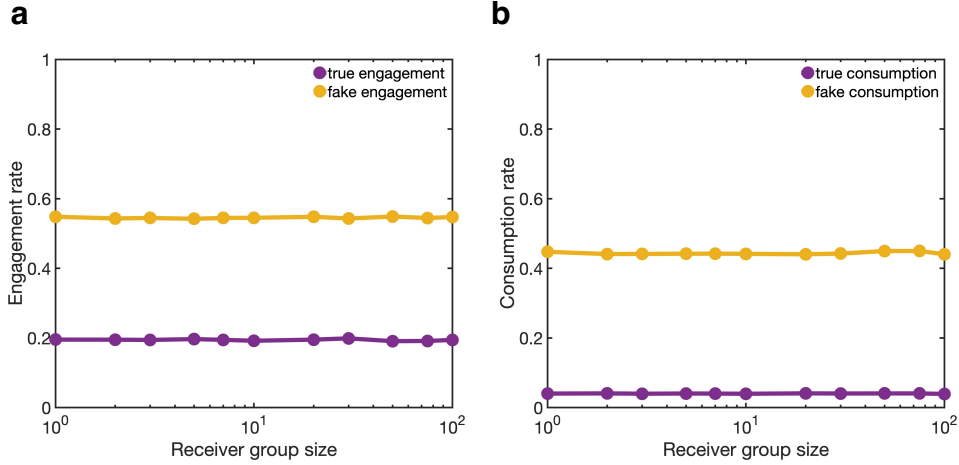 a
1
0.8
0.6
0.4
0.2
0
Engagement rate
true engagement
fake engagement
10^0
10^1
10^2
Receiver group size
b
1
0.8
0.6
0.4
0.2
0
Consumption rate
true consumption
fake consumption
10^0
10^1
10^2
Receiver group size